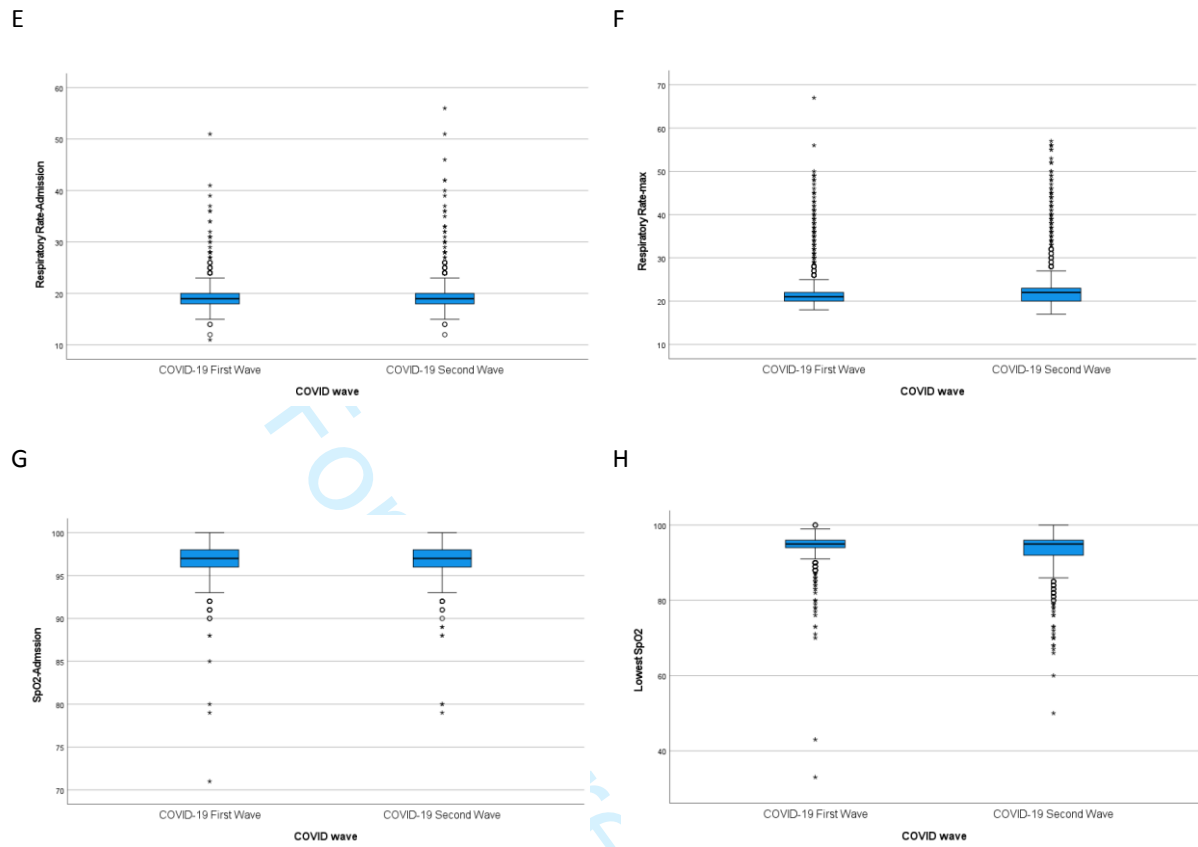 E
60
50
40
30
20
10
Respiratory Rate-Admission
COVID-19 First Wave COVID-19 Second Wave
COVID wave
F
70
60
50
40
30
20
10
Respiratory Rate-max
COVID-19 First Wave COVID-19 Second Wave
COVID wave
G
100
95
90
85
80
75
70
SpO2-Admssion
COVID-19 First Wave COVID-19 Second Wave
COVID wave
H
100
80
60
40
Lowest SpO2
COVID-19 First Wave COVID-19 Second Wave
COVID wave
For